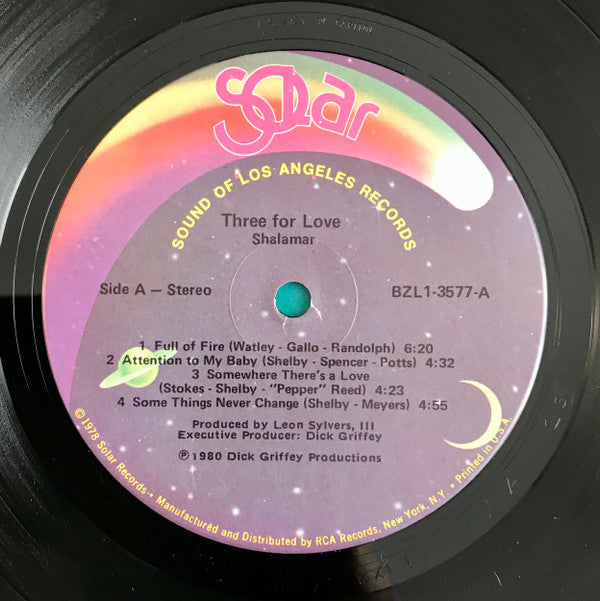 Solar
SOUND OF LOS ANGELES RECORDS
Three for Love
Shalamar
Side A — Stereo
BZL1-3577-A
1 Full of Fire (Watley - Gallo - Randolph) 6:20
2 Attention to My Baby (Shelby - Spencer - Potts) 4:32
3 Somewhere There's a Love
(Stokes - Shelby - "Pepper" Reed) 4:23
4 Some Things Never Change (Shelby - Meyers) 4:55
Produced by Leon Sylvers, III
Executive Producer: Dick Griffey
℗ 1980 Dick Griffey Productions
©1978 Solar Records • Manufactured and Distributed by RCA Records, New York, N.Y. • Printed in U.S.A.